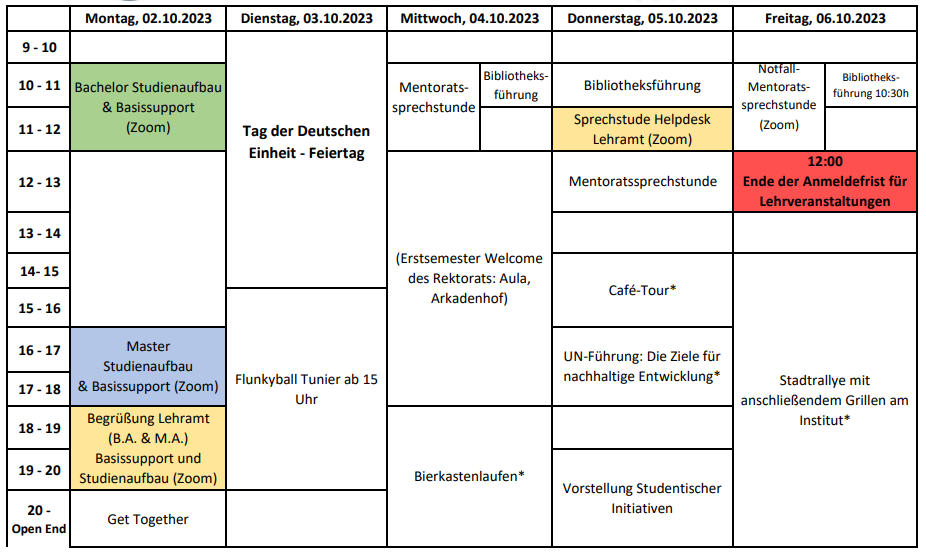 Montag, 02.10.2023 Dienstag, 03.10.2023 Mittwoch, 04.10.2023 Donnerstag, 05.10.2023 Freitag, 06.10.2023
9 - 10
10 - 11
11 - 12
12 - 13
13 - 14
14- 15
15 - 16
16 - 17
17 - 18
18 - 19
19 - 20
20 -
Open End
Bachelor Studienaufbau
& Basissupport
(Zoom)
Master
Studienaufbau
& Basissupport (Zoom)
Begrüßung Lehramt
(B.A. & M.A.)
Basissupport und
Studienaufbau (Zoom)
Get Together
Tag der Deutschen
Einheit - Feiertag
Flunkyball Tunier ab 15
Uhr
Mentorats-
sprechstunde
Bibliotheks-
führung
(Erstsemester Welcome
des Rektorats: Aula,
Arkadenhof)
Bierkastenlaufen*
Bibliotheksführung
Sprechstude Helpdesk
Lehramt (Zoom)
Mentoratssprechstunde
Café-Tour*
UN-Führung: Die Ziele für
nachhaltige Entwicklung*
Vorstellung Studentischer
Initiativen
Notfall-
Mentorats-
sprechstunde
(Zoom)
Bibliotheks-
führung 10:30h
12:00
Ende der Anmeldefrist für
Lehrveranstaltungen
Stadtrallye mit
anschließendem Grillen am
Institut*